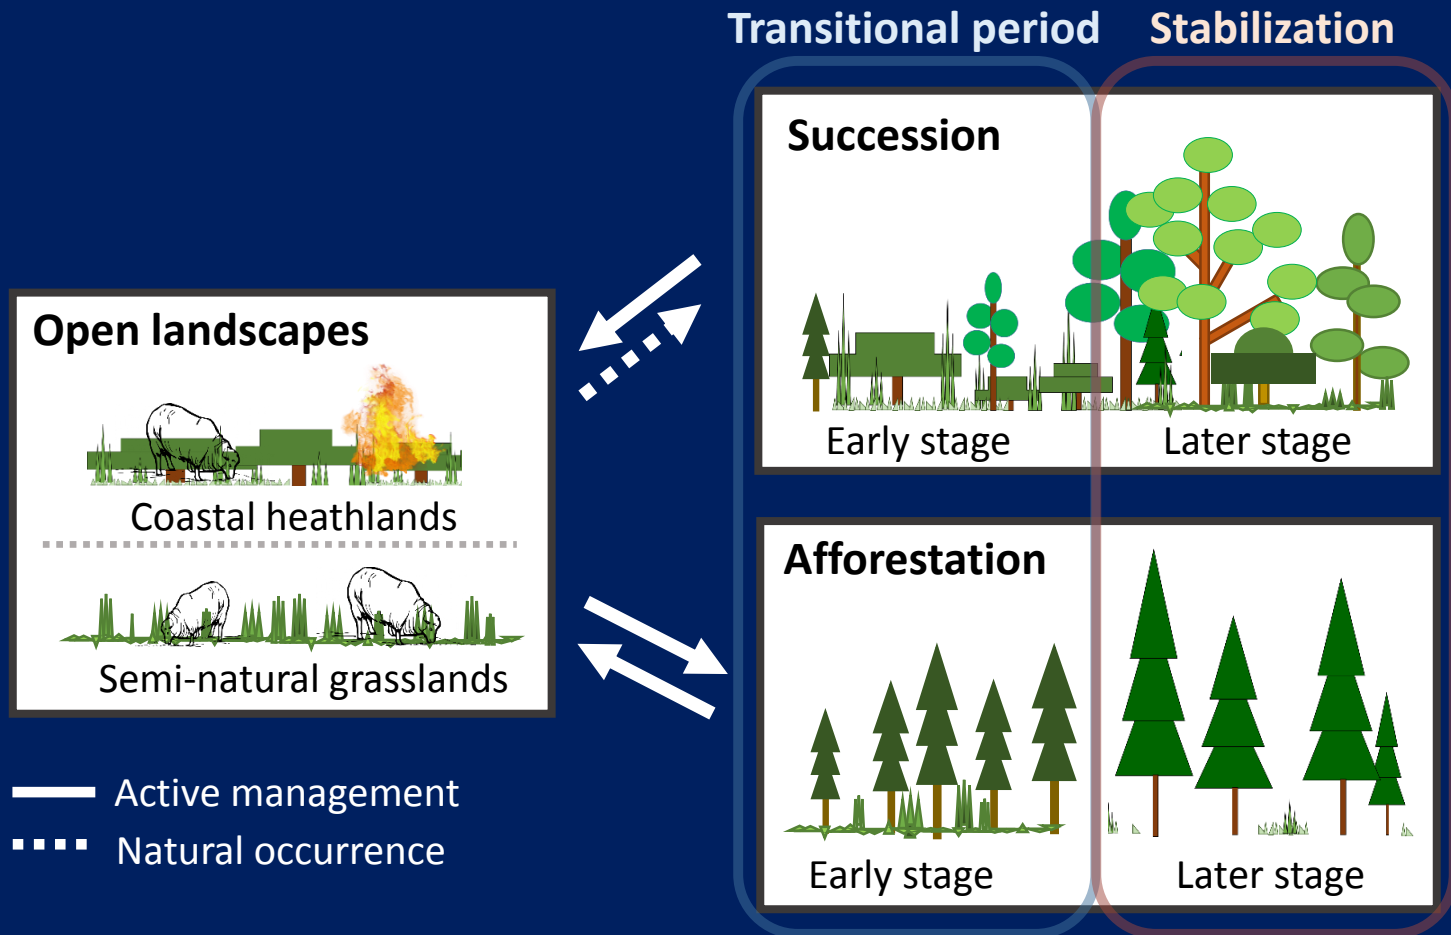 Transitional period
Stabilization
Succession
Early stage
Later stage
Open landscapes
Coastal heathlands
Semi-natural grasslands
Afforestation
Early stage
Later stage
Active management
Natural occurrence